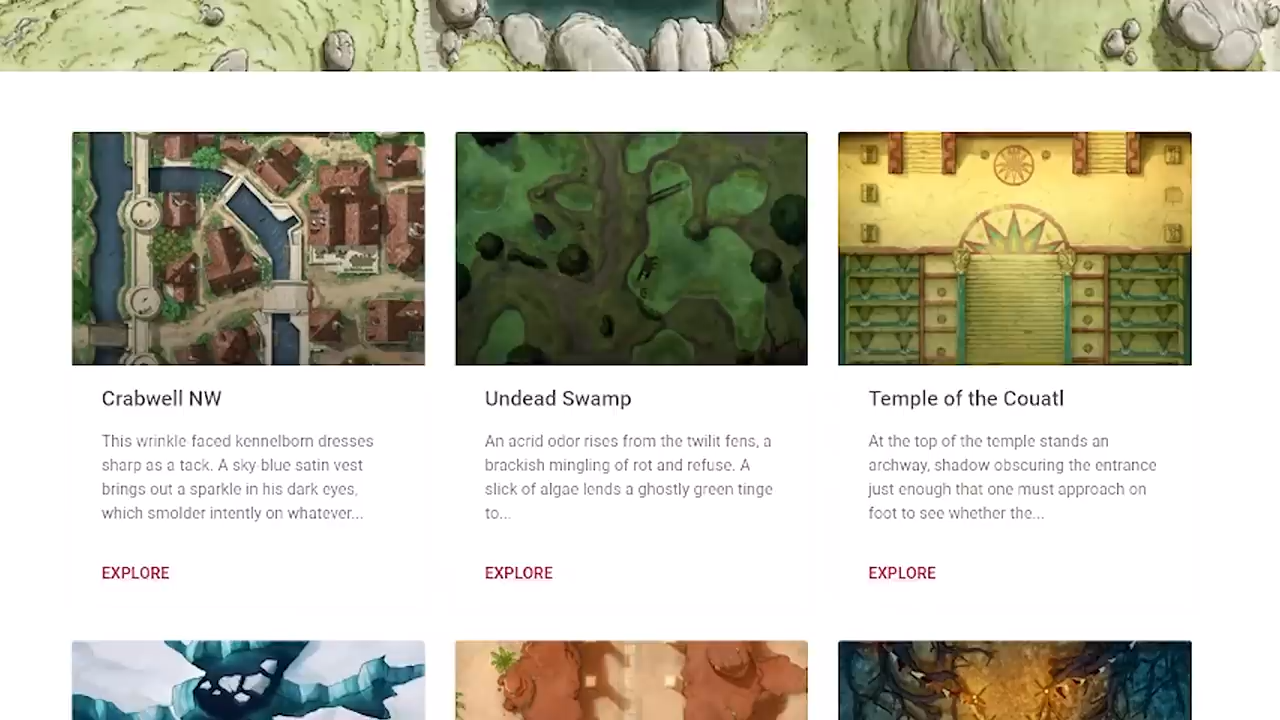 Crabwell NW
This wrinkle faced kennelborn dresses
sharp as a tack. A sky blue satin vest
brings out a sparkle in his dark eyes,
which smolder intently on whatever...
EXPLORE
Undead Swamp
An acrid odor rises from the twilit fens, a
brackish mingling of rot and refuse. A
slick of algae lends a ghostly green tinge
to...
EXPLORE
Temple of the Couatl
At the top of the temple stands an
archway, shadow obscuring the entrance
just enough that one must approach on
foot to see whether the...
EXPLORE